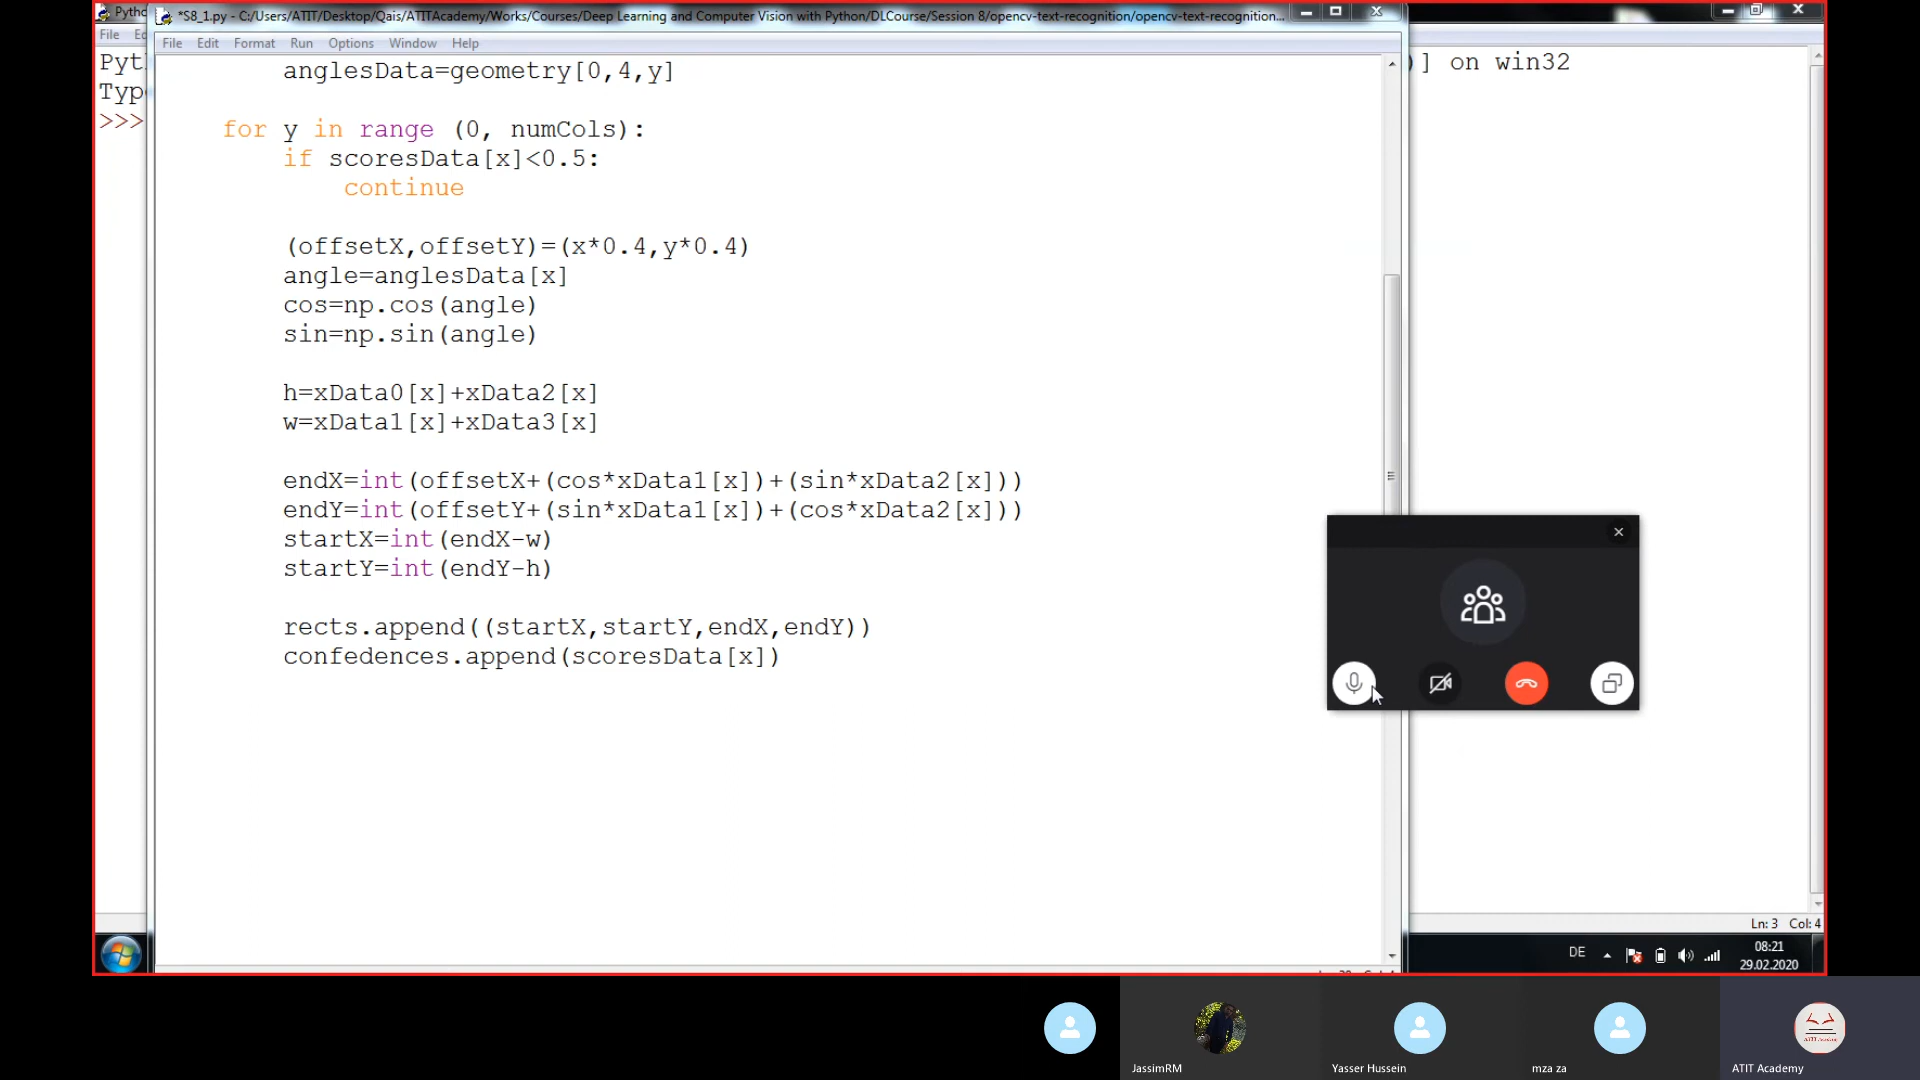 *S8_1.py - C:/Users/ATIT/Desktop/Qais/ATITAcademy/Works/Courses/Deep Learning and Computer Vision with Python/DLCourse/Session 8/opencv-text-recognition/opencv-text-recognition...
File Edit Format Run Options Window Help
File
)] on win32
>>>
anglesData=geometry[0,4,y]
for y in range (0, numCols):
if scoresData[x]<0.5:
continue
(offsetX,offsetY)=(x*0.4,y*0.4)
angle=anglesData[x]
cos=np.cos(angle)
sin=np.sin(angle)
h=xData0[x]+xData2[x]
w=xData1[x]+xData3[x]
endX=int(offsetX+(cos*xData1[x])+(sin*xData2[x]))
endY=int(offsetY+(sin*xData1[x])+(cos*xData2[x]))
startX=int(endX-w)
startY=int(endY-h)
rects.append((startX,startY,endX,endY))
confedences.append(scoresData[x])
Ln: 3 Col: 4
DE
08:21
29.02.2020
JassimRM
Yasser Hussein
mza za
ATIT Academy